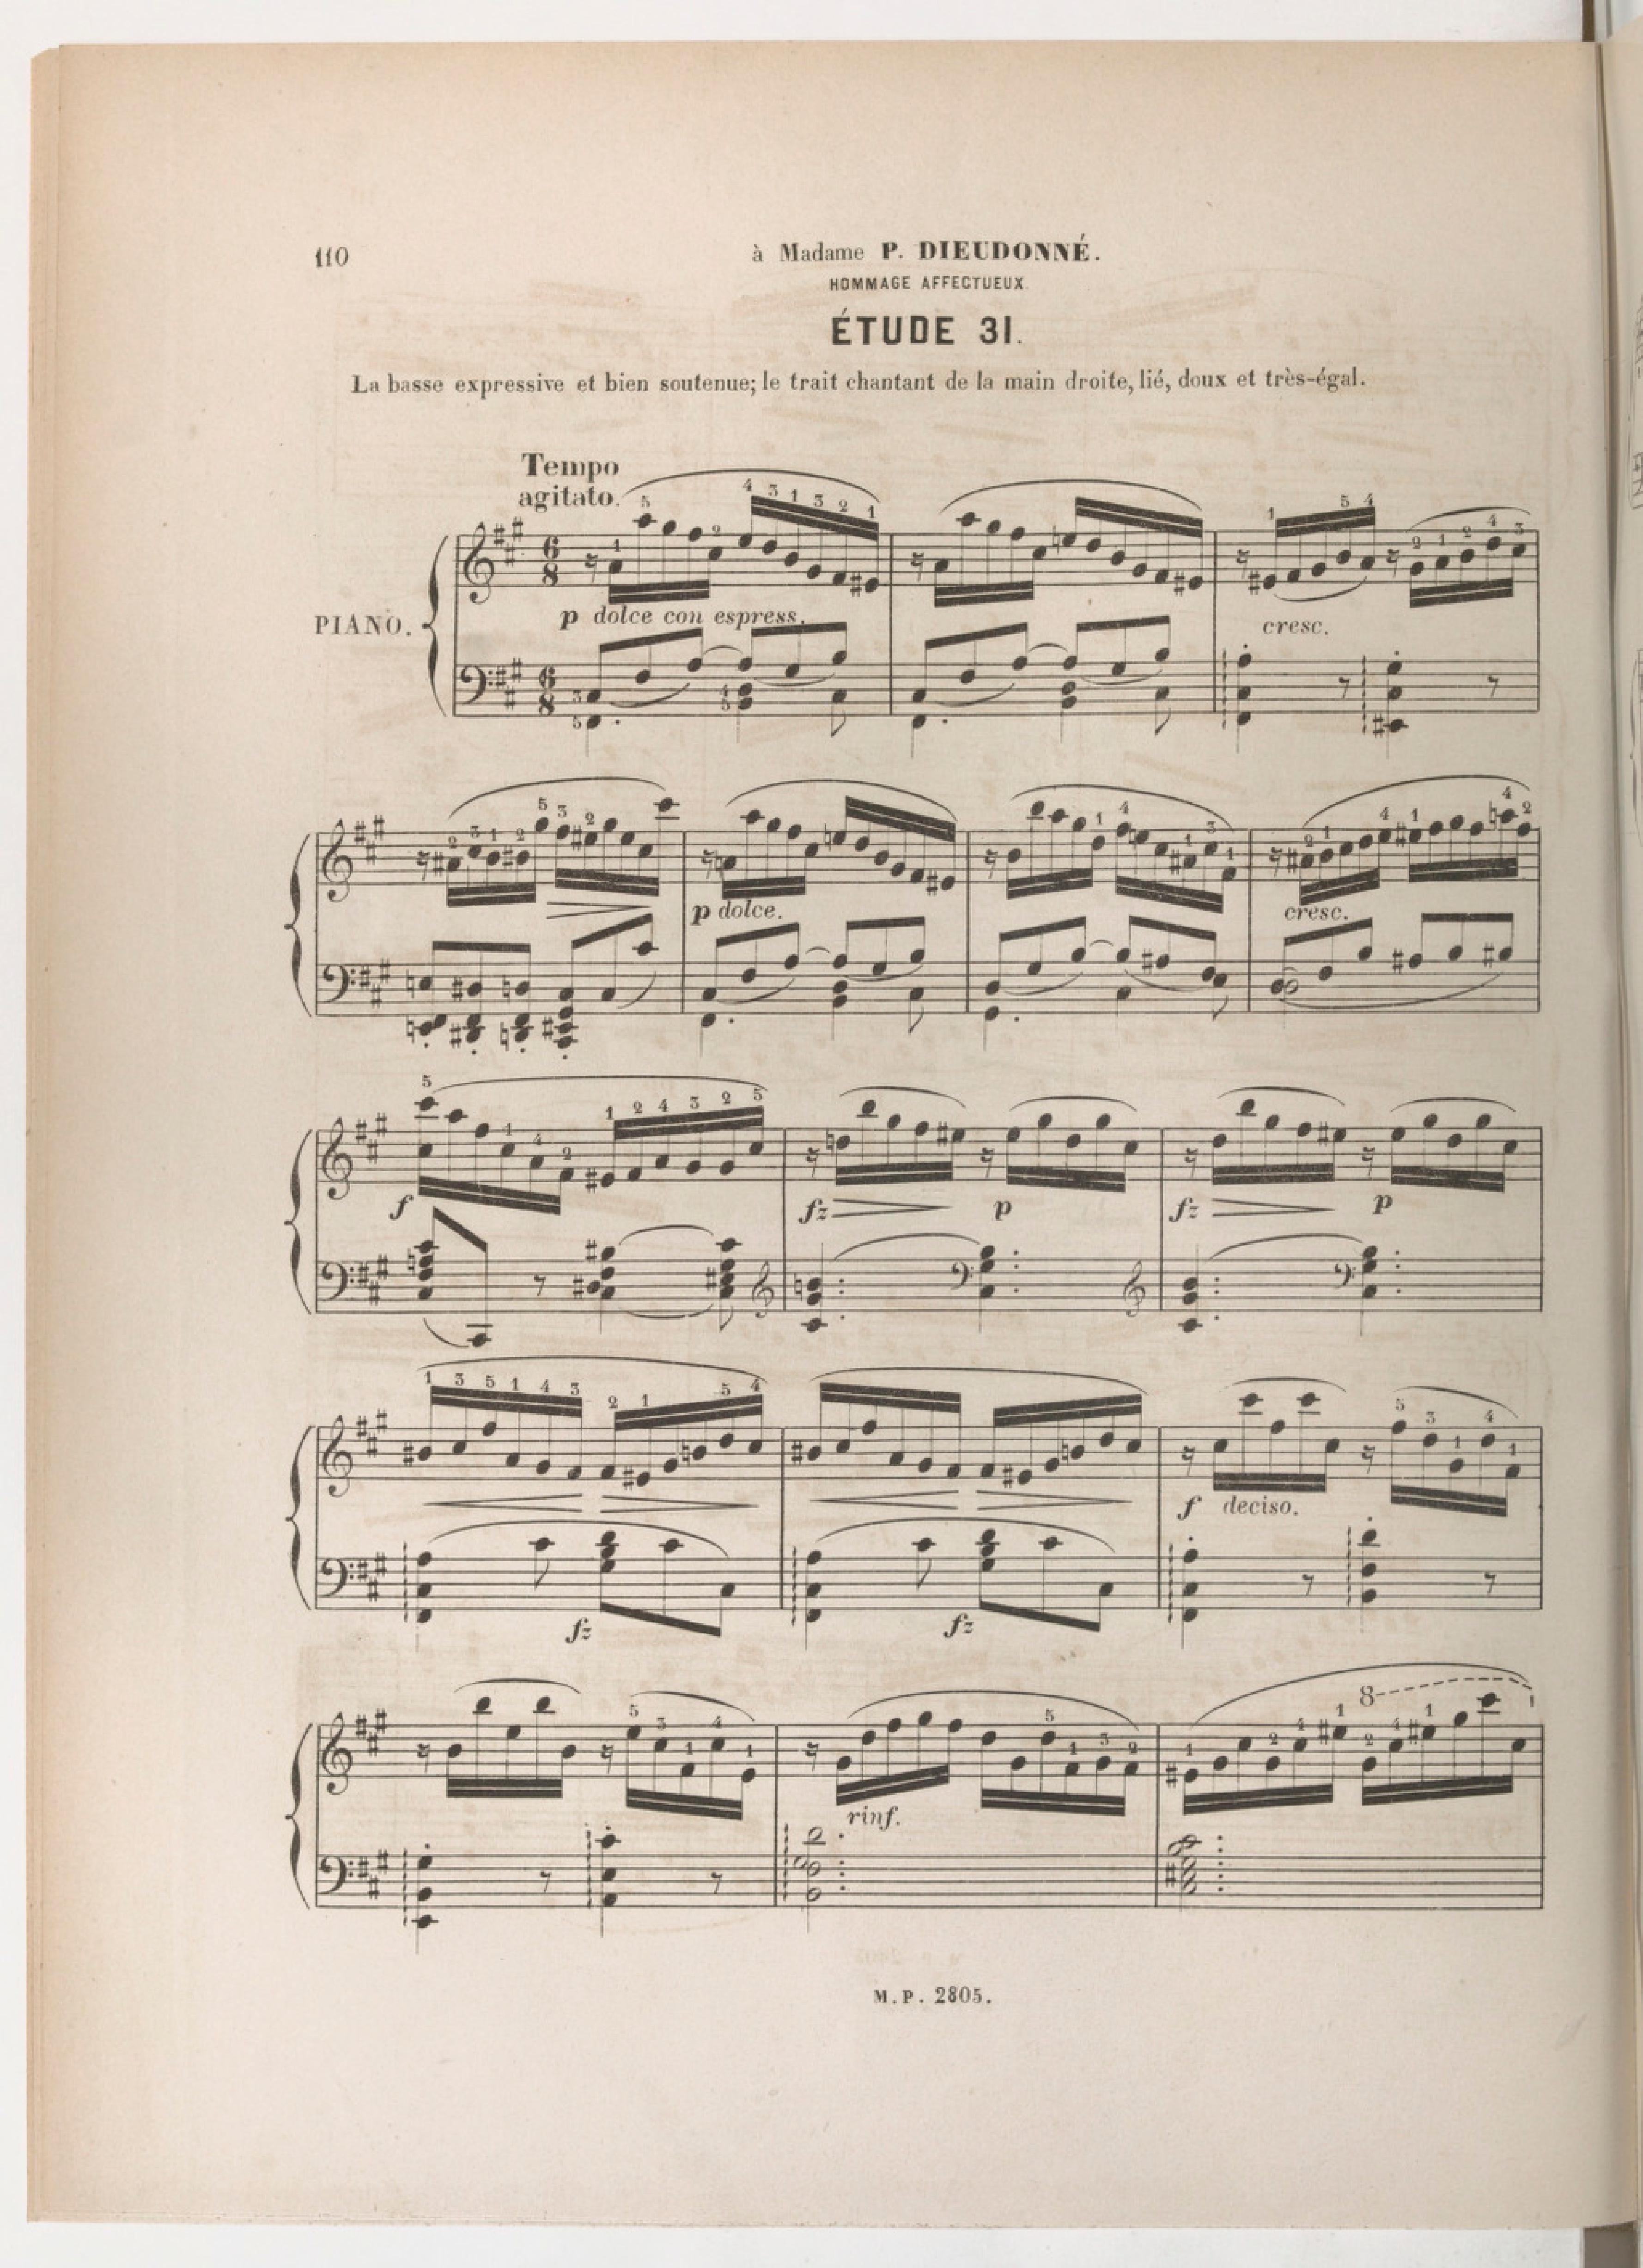 110
à Madame P. DIEUDONNÉ.
HOMMAGE AFFECTUEUX.
ÉTUDE 31.
La basse expressive et bien soutenue; le trait chantant de la main droite, lié, doux et très-égal.
Tempo
agitato.
PIANO.
p dolce con espress.
cresc.
p dolce.
cresc.
f
fz
p
fz
p
f deciso.
fz
fz
rinf.
8
M.P. 2805.